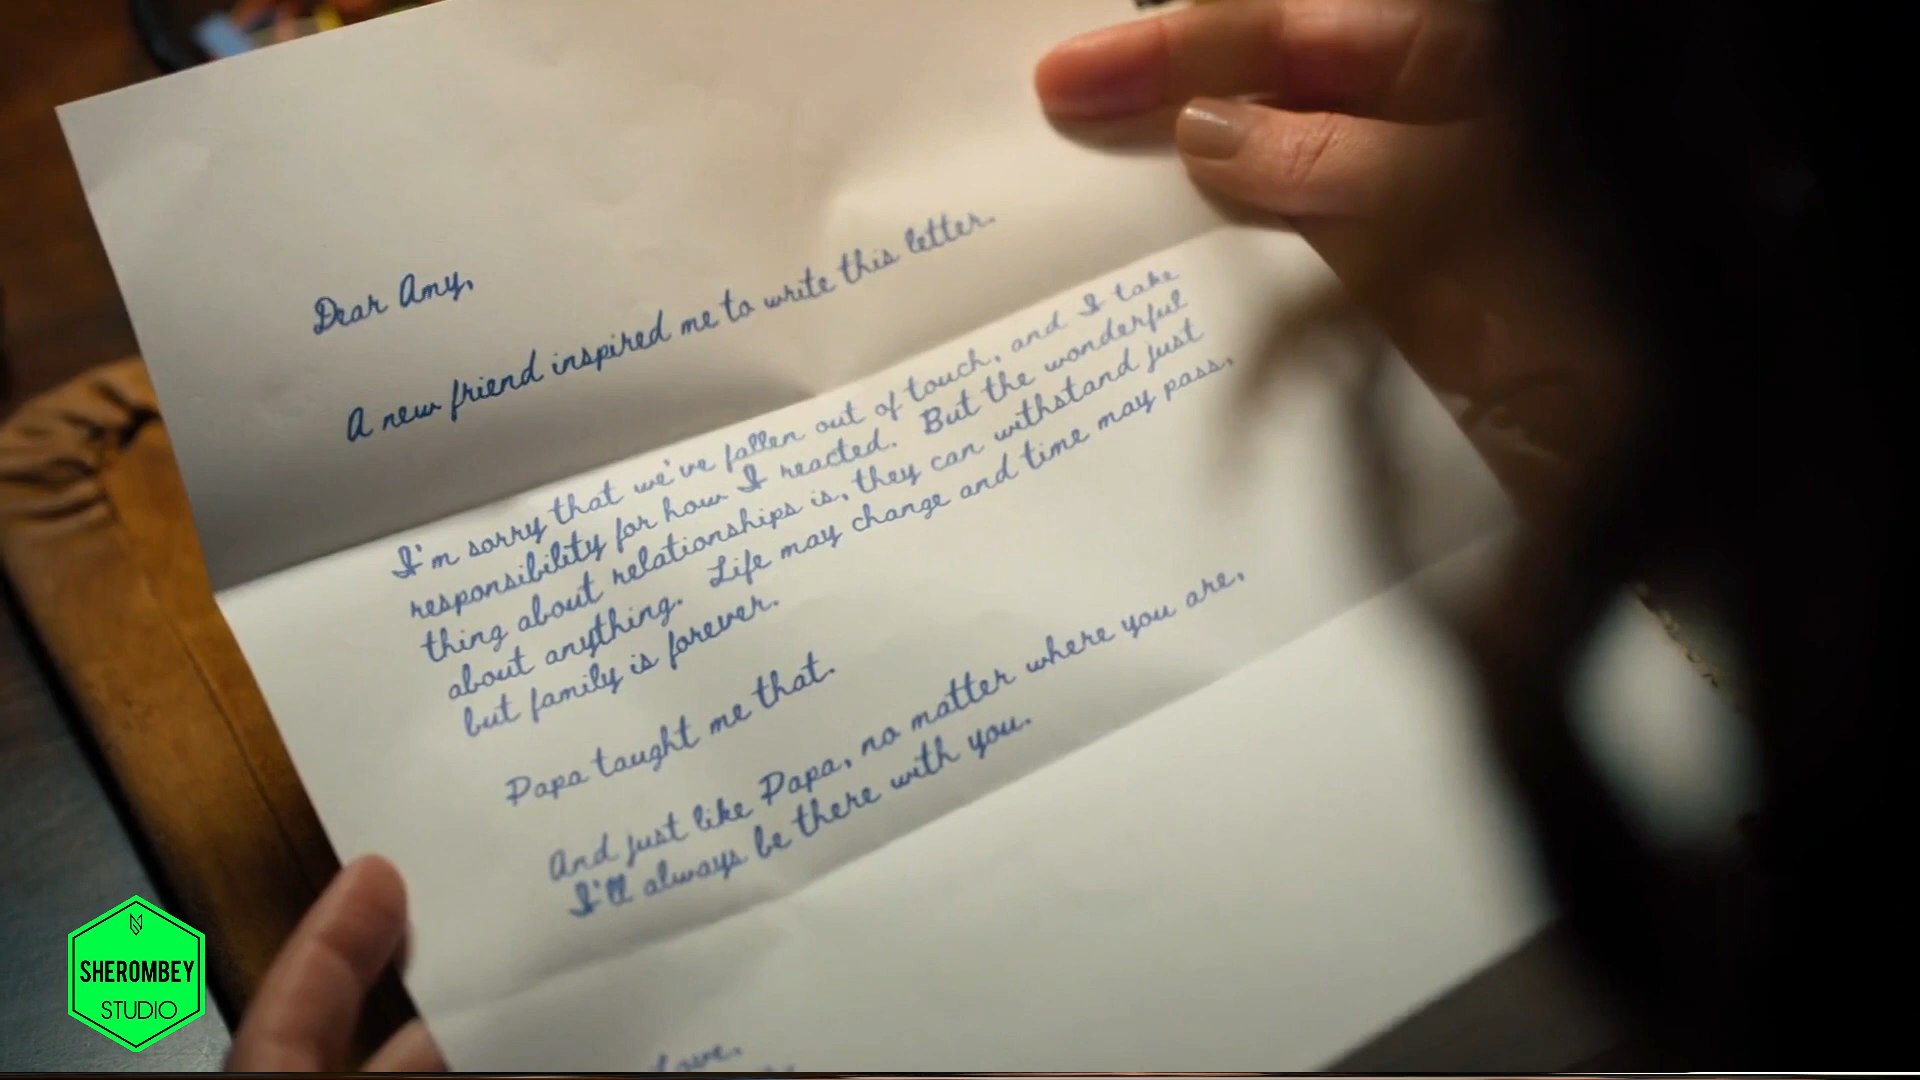 Dear Amy,
A new friend inspired me to write this letter.
I'm sorry that we've fallen out of touch, and I take
responsibility for how I reacted. But the wonderful
thing about relationships is, they can withstand just
about anything. Life may change and time may pass,
but family is forever.
Papa taught me that.
And just like Papa, no matter where you are,
I'll always be there with you.
Love,
SHEROMBEY
STUDIO